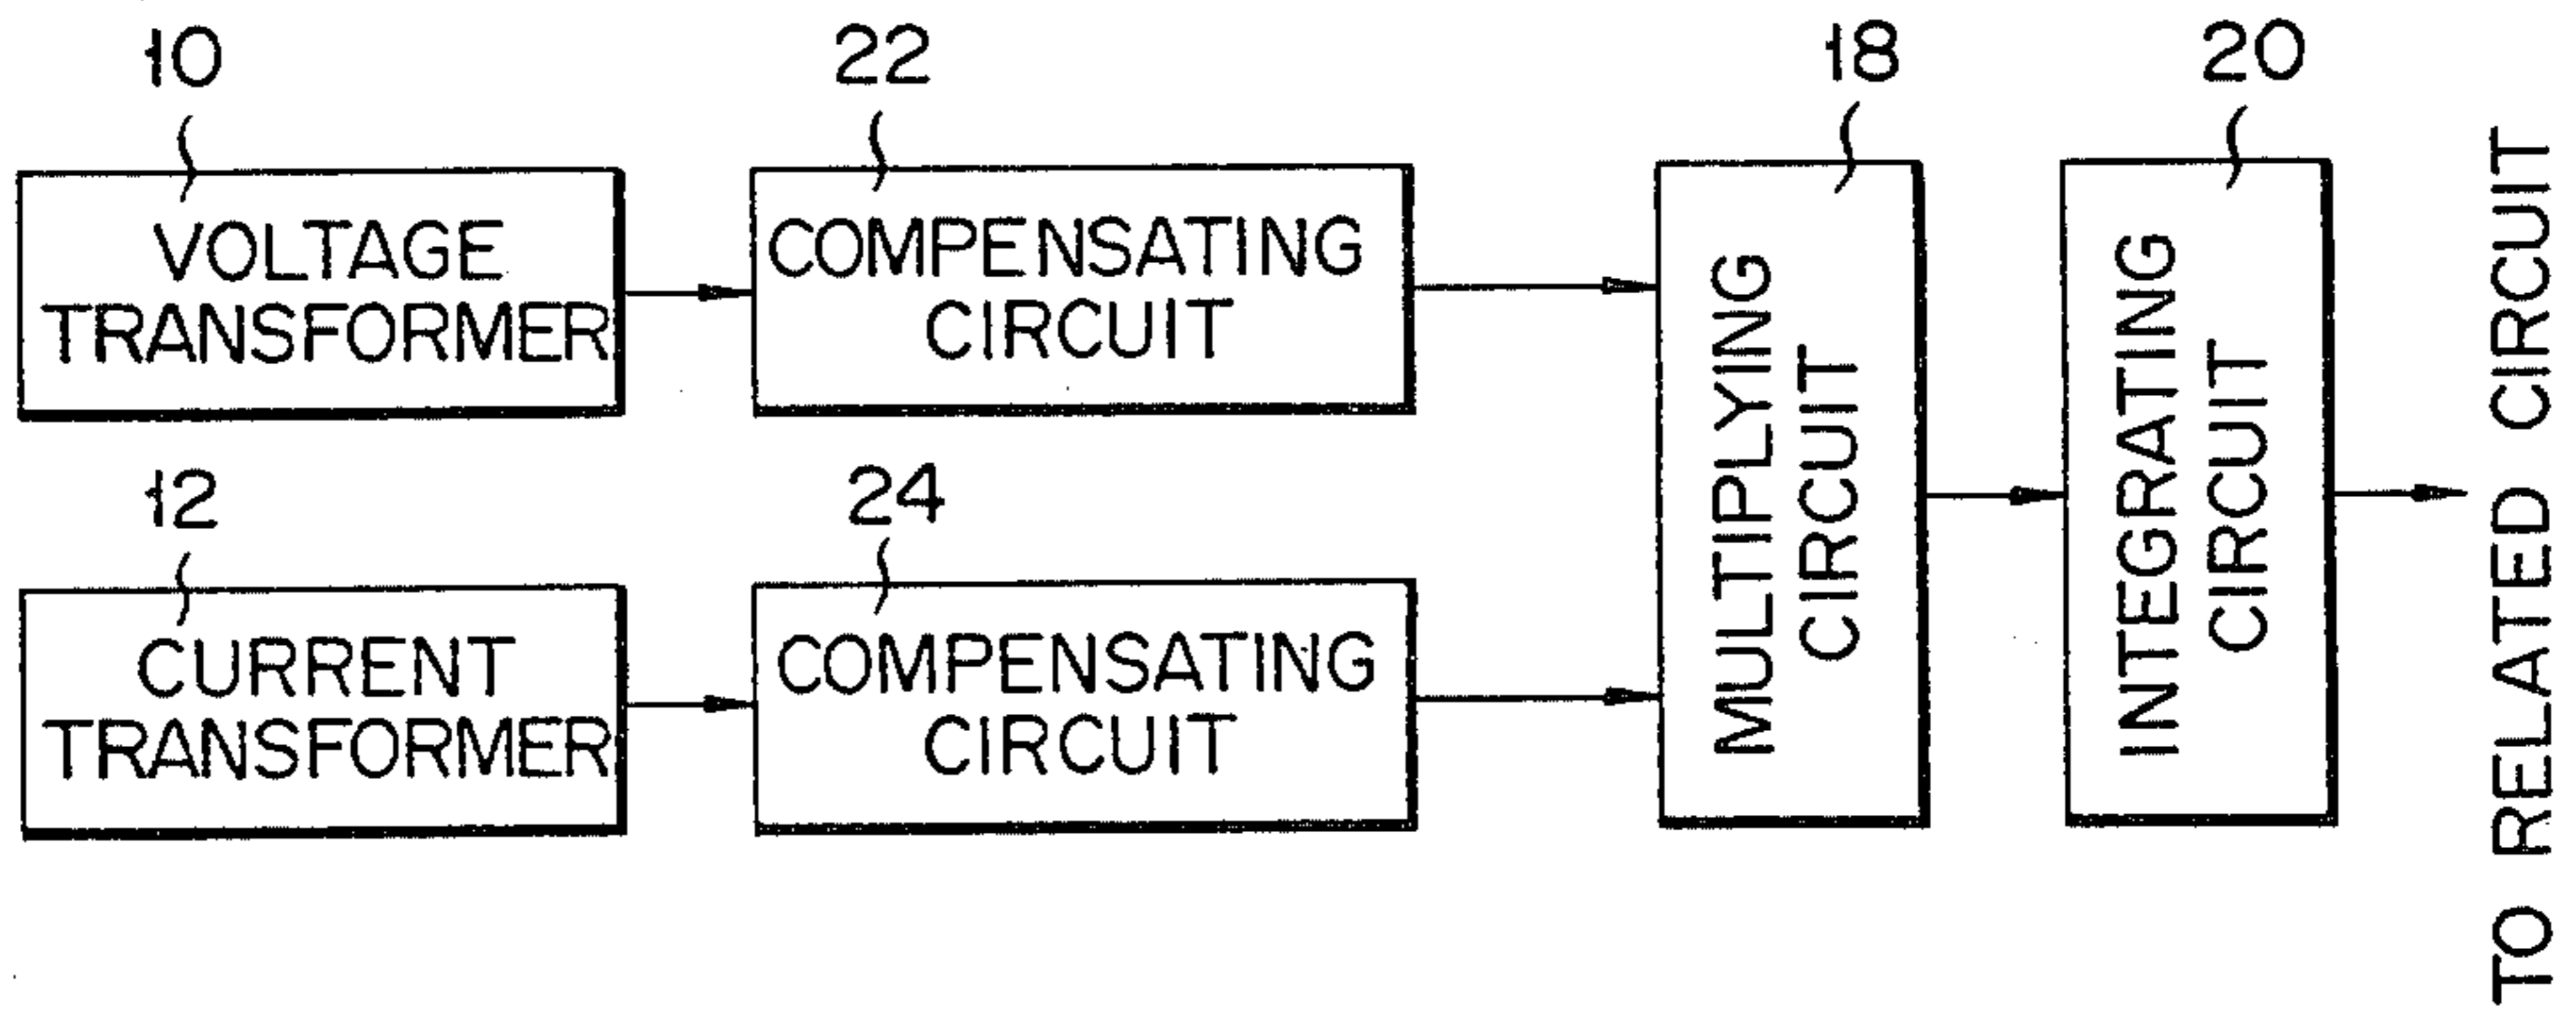 10
VOLTAGE
TRANSFORMER
22
COMPENSATING
CIRCUIT
12
CURRENT
TRANSFORMER
24
COMPENSATING
CIRCUIT
18
MULTIPLYING
CIRCUIT
20
INTEGRATING
CIRCUIT
TO RELATED CIRCUIT